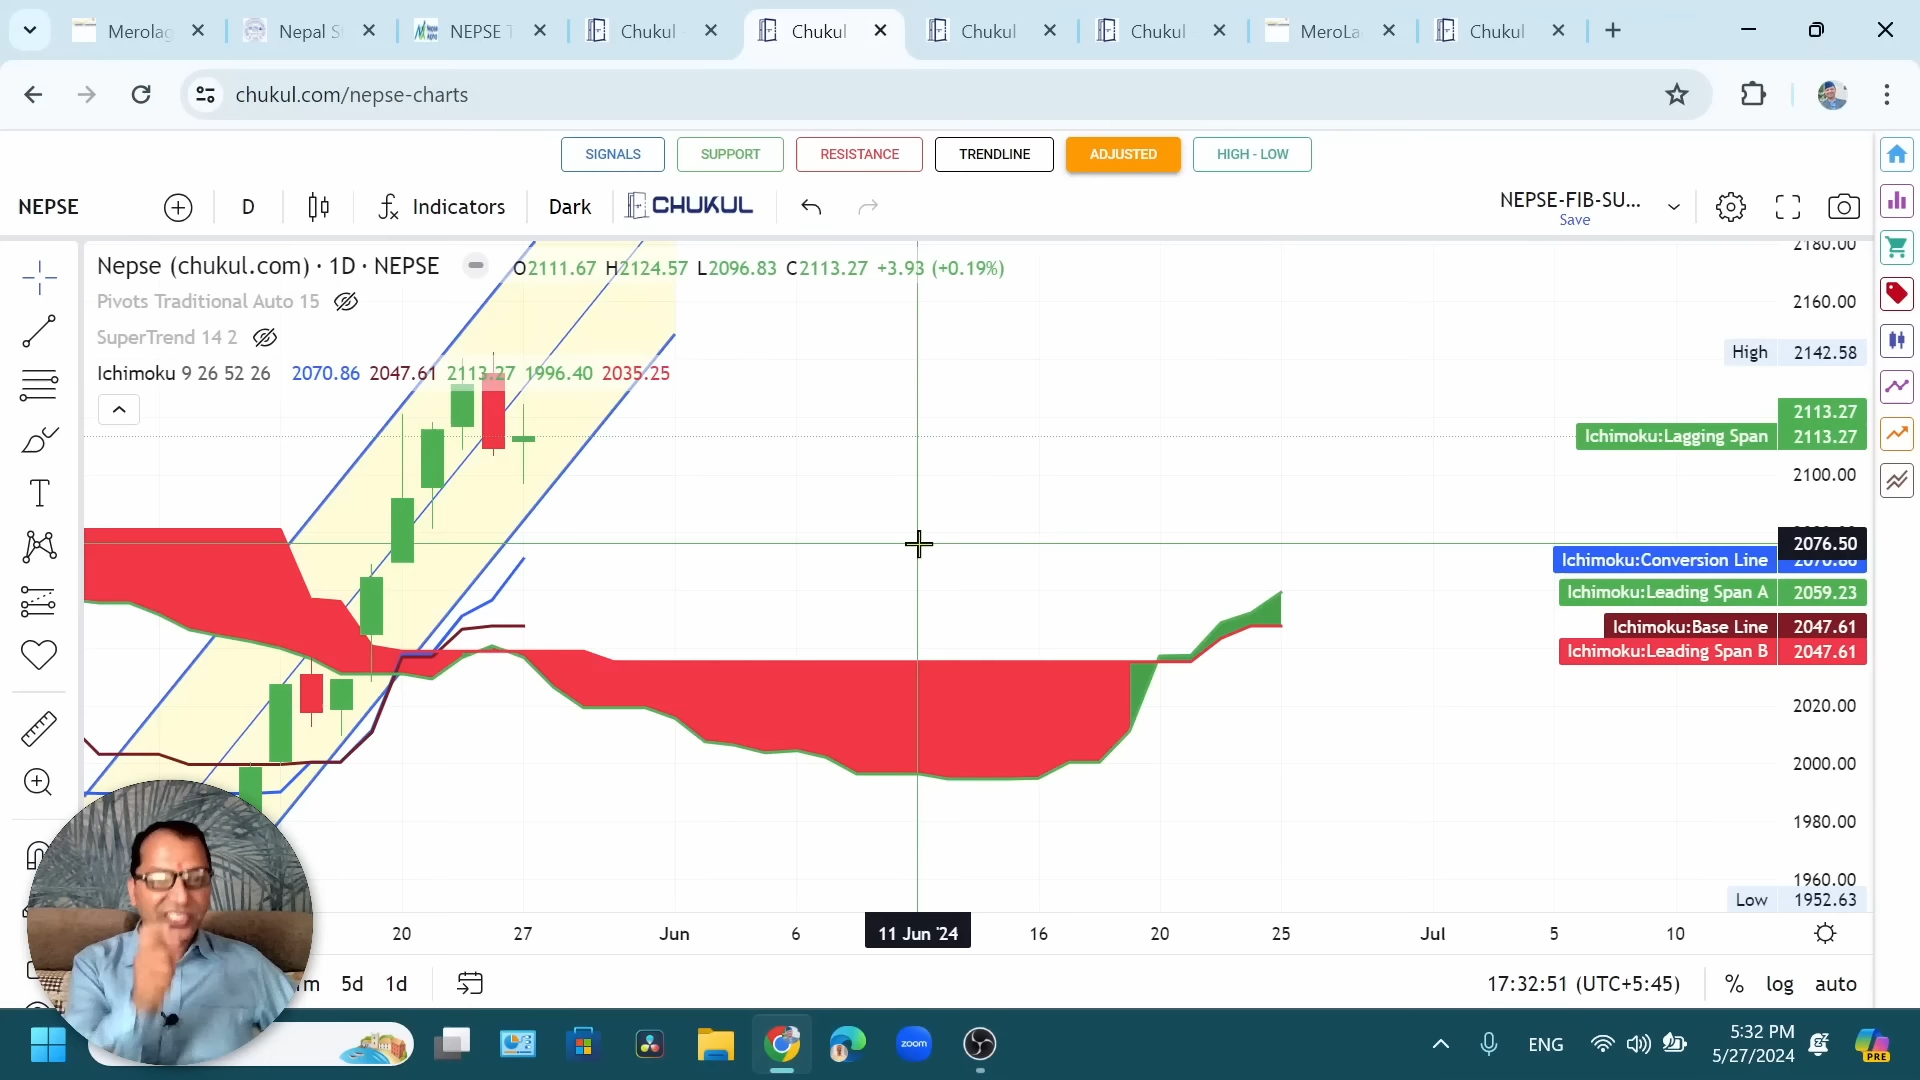 Merolag
Nepal S
NEPSE T
Chukul
Chukul
Chukul
Chukul
MeroLa
Chukul
chukul.com/nepse-charts
SIGNALS
SUPPORT
RESISTANCE
TRENDLINE
ADJUSTED
HIGH - LOW
NEPSE
D
Indicators
Dark
CHUKUL
NEPSE-FIB-SU...
Save
Nepse (chukul.com) · 1D · NEPSE
O2111.67 H2124.57 L2096.83 C2113.27 +3.93 (+0.19%)
Pivots Traditional Auto 15
SuperTrend 14 2
Ichimoku 9 26 52 26 2070.86 2047.61 2113.27 1996.40 2035.25
2180.00
2160.00
High 2142.58
2113.27
Ichimoku:Lagging Span 2113.27
2100.00
2076.50
Ichimoku:Conversion Line 2070.86
Ichimoku:Leading Span A 2059.23
Ichimoku:Base Line 2047.61
Ichimoku:Leading Span B 2047.61
2020.00
2000.00
1980.00
1960.00
Low 1952.63
20
27
Jun
6
11 Jun '24
16
20
25
Jul
5
10
5d
1d
17:32:51 (UTC+5:45)
%
log
auto
zoom
ENG
5:32 PM
5/27/2024
PRE